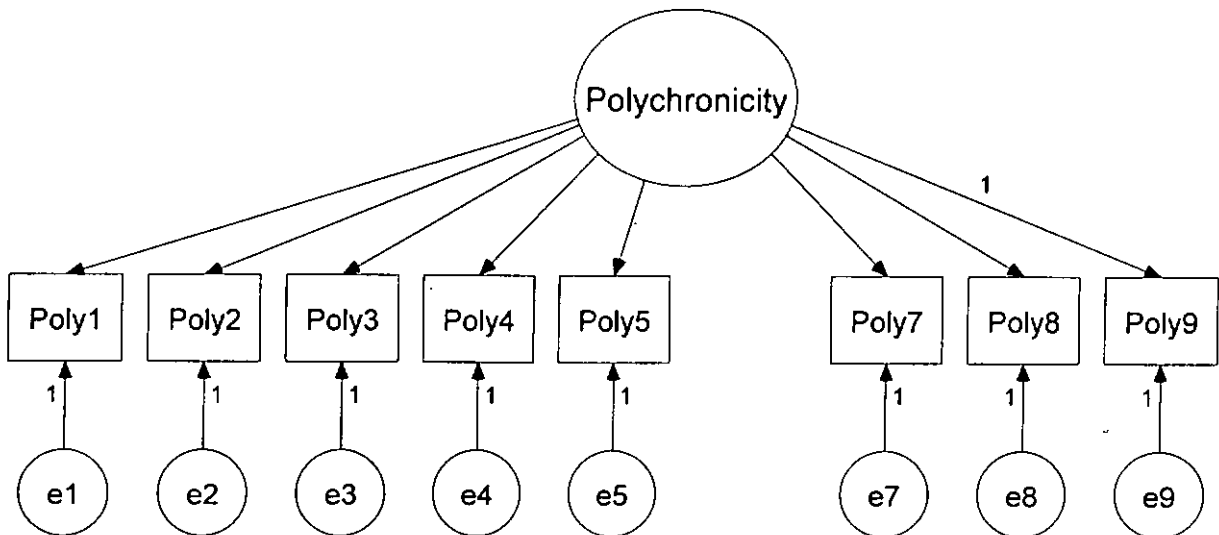 Polychronicity
1
Poly1 Poly2 Poly3 Poly4 Poly5 Poly7 Poly8 Poly9
1 1 1 1 1 1 1 1
e1 e2 e3 e4 e5 e7 e8 e9